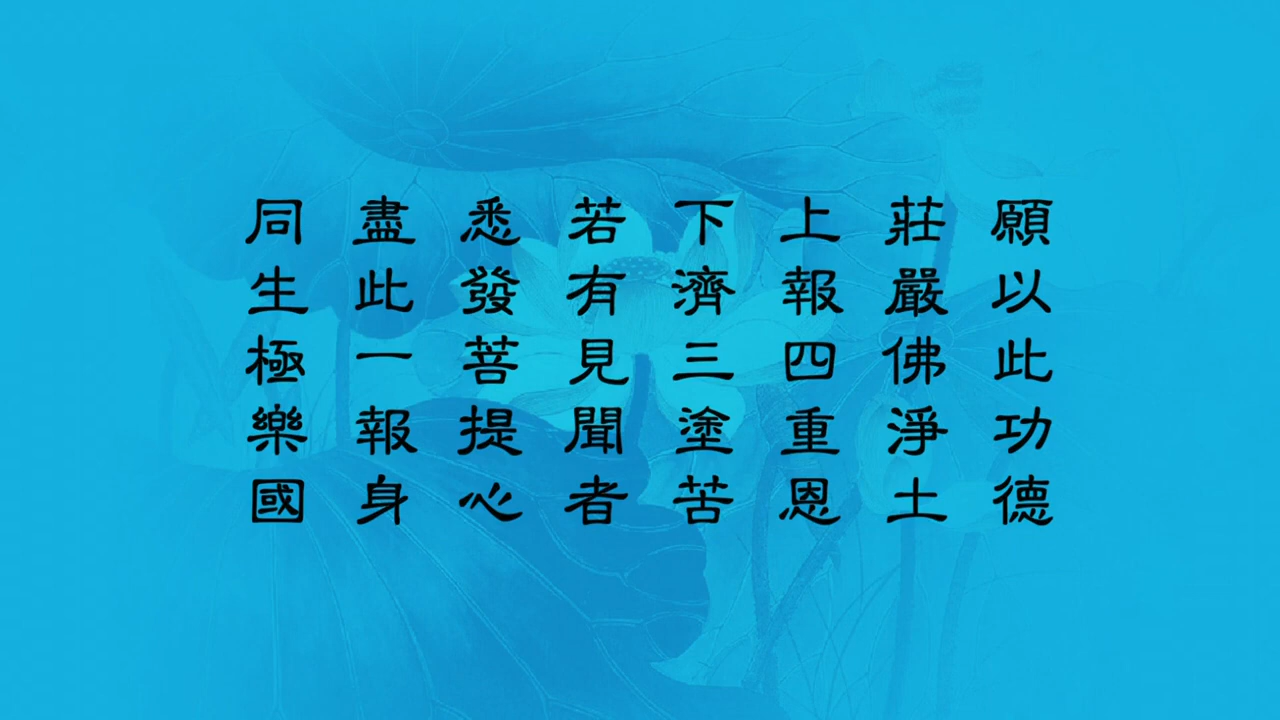 願以此功德
莊嚴佛淨土
上報四重恩
下濟三塗苦
若有見聞者
悉發菩提心
盡此一報身
同生極樂國